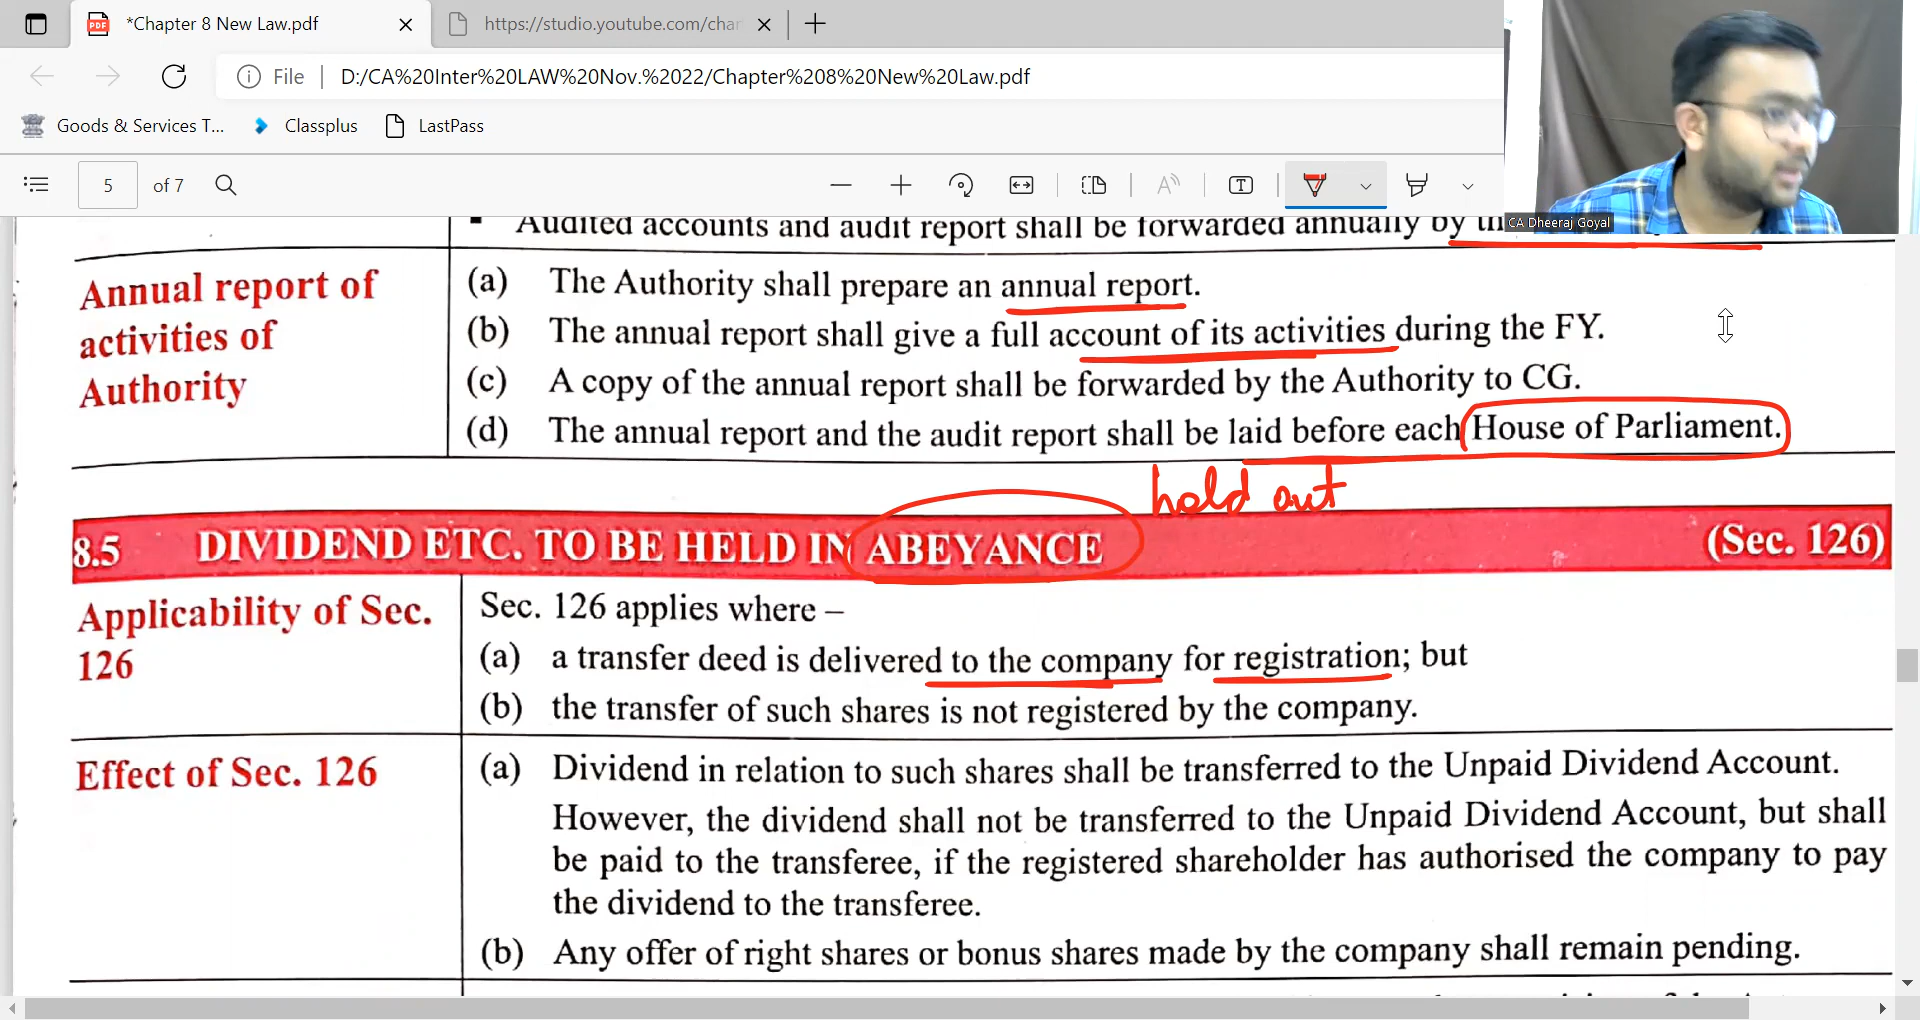 *Chapter 8 New Law.pdf
https://studio.youtube.com/char
File
D:/CA%20Inter%20LAW%20Nov.%2022/Chapter%208%20New%20Law.pdf
Goods & Services T...
Classplus
LastPass
5 of 7
CA Dheeraj Goyal
Audited accounts and audit report shall be forwarded annually by
Annual report of activities of Authority
(a) The Authority shall prepare an annual report.
(b) The annual report shall give a full account of its activities during the FY.
(c) A copy of the annual report shall be forwarded by the Authority to CG.
(d) The annual report and the audit report shall be laid before each House of Parliament.
hold out
8.5 DIVIDEND ETC. TO BE HELD IN ABEYANCE (Sec. 126)
Applicability of Sec. 126
Sec. 126 applies where –
(a) a transfer deed is delivered to the company for registration; but
(b) the transfer of such shares is not registered by the company.
Effect of Sec. 126
(a) Dividend in relation to such shares shall be transferred to the Unpaid Dividend Account.
However, the dividend shall not be transferred to the Unpaid Dividend Account, but shall
be paid to the transferee, if the registered shareholder has authorised the company to pay
the dividend to the transferee.
(b) Any offer of right shares or bonus shares made by the company shall remain pending.